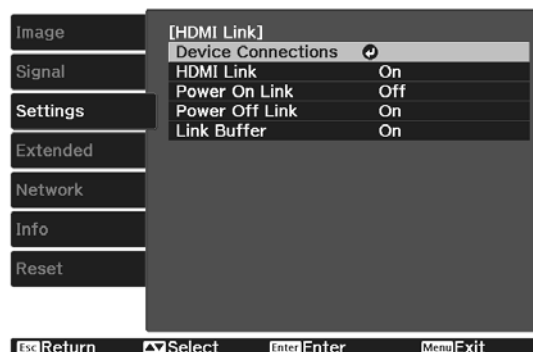 Image
Signal
Settings
Extended
Network
Info
Reset
[HDMI Link]
Device Connections
HDMI Link On
Power On Link Off
Power Off Link On
Link Buffer On
Esc Return Select Enter Enter Menu Exit